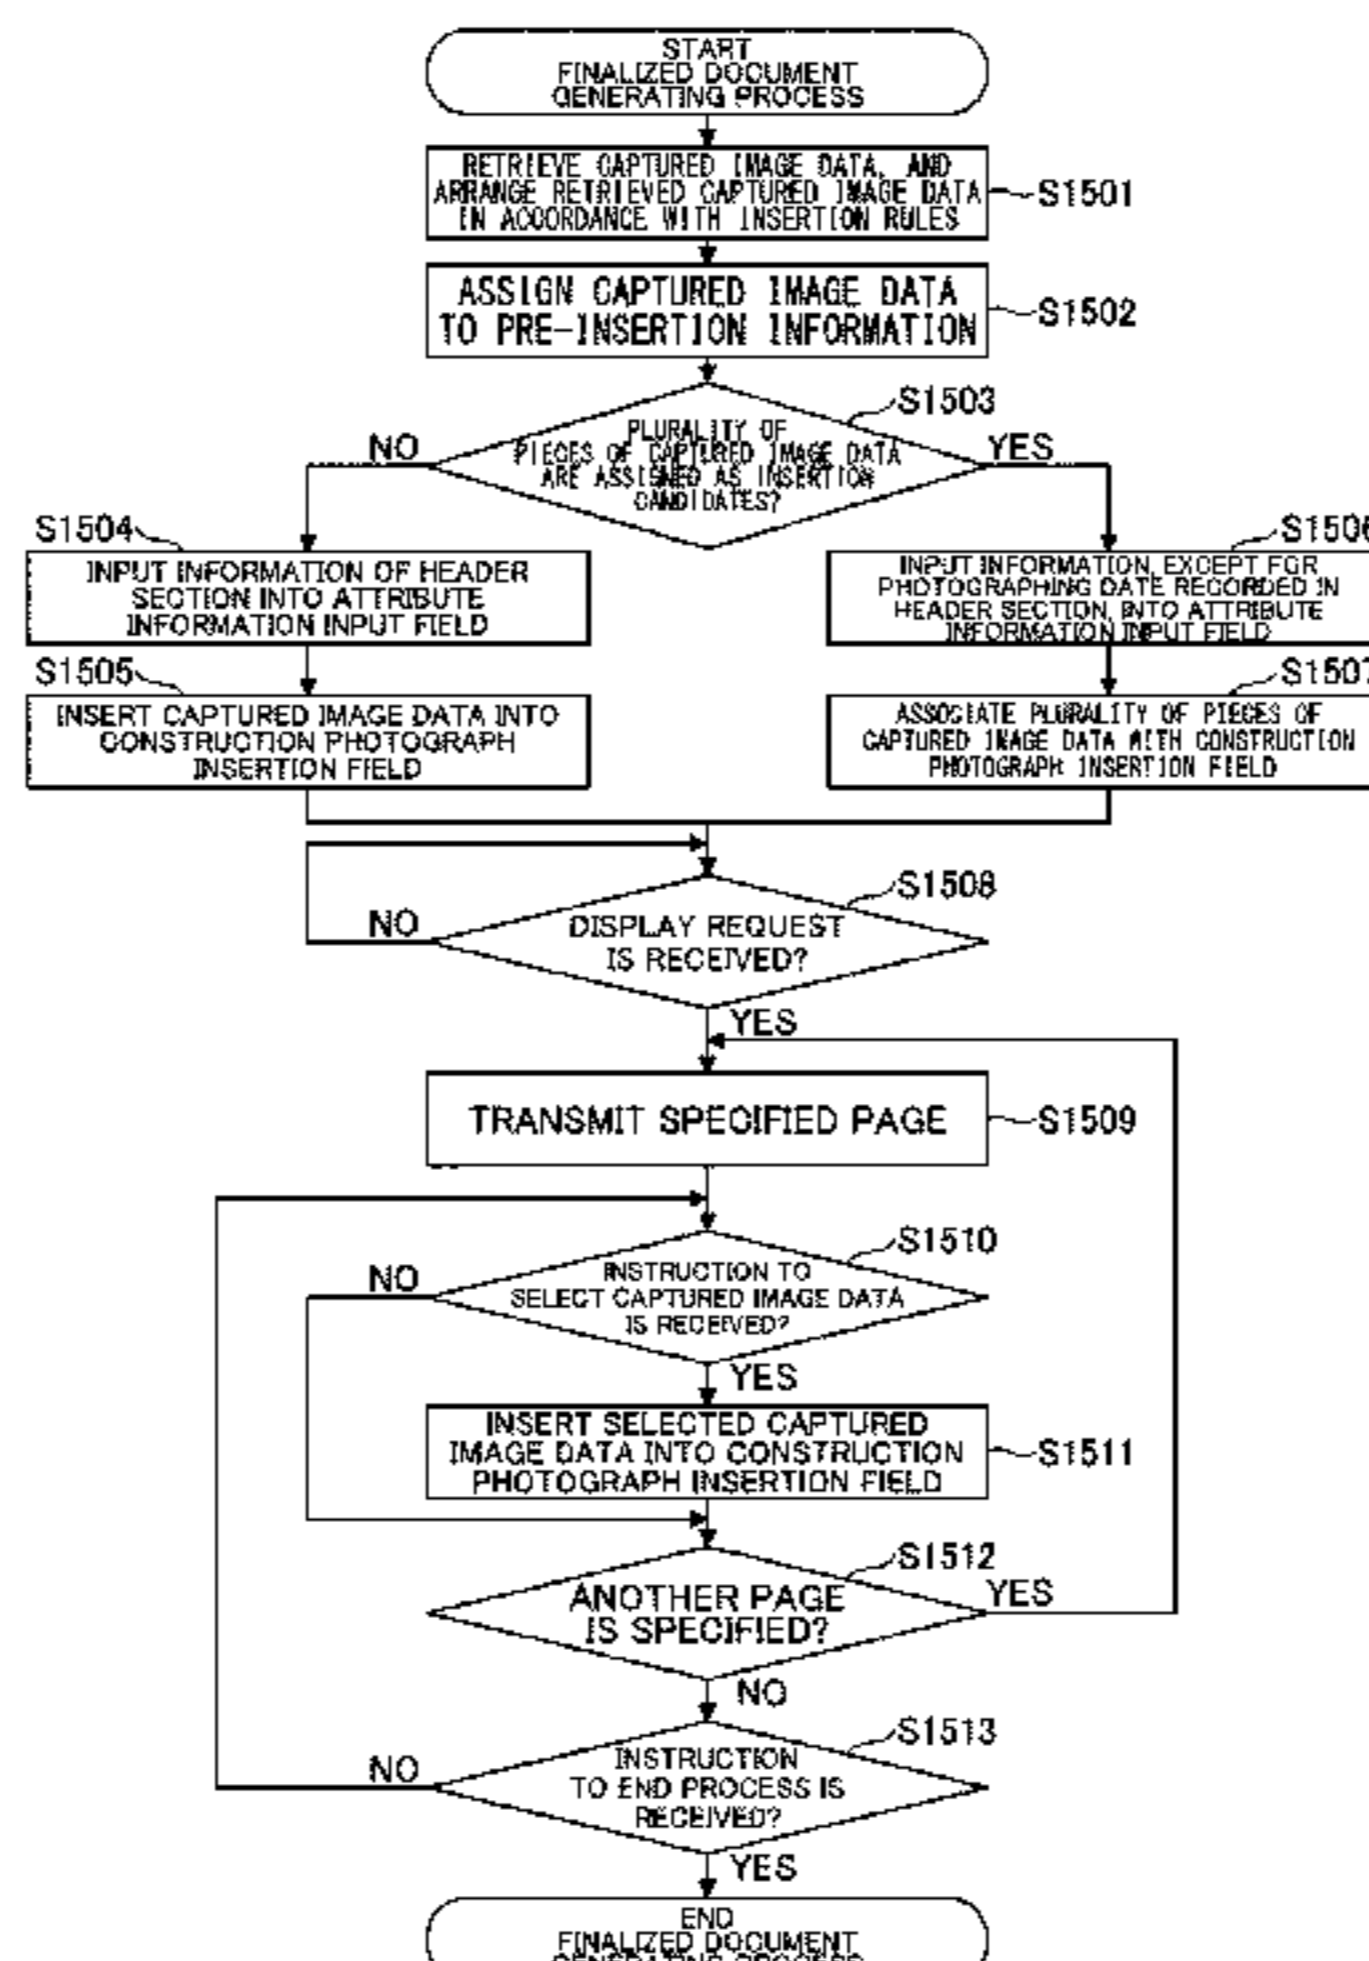 START
FINALIZED DOCUMENT
GENERATING PROCESS
RETRIEVE CAPTURED IMAGE DATA, AND
ARRANGE RETRIEVED CAPTURED IMAGE DATA
IN ACCORDANCE WITH INSERTION RULES
S1501
ASSIGN CAPTURED IMAGE DATA
TO PRE-INSERTION INFORMATION
S1502
S1503
PLURALITY OF
PIECES OF CAPTURED IMAGE DATA
ARE ASSIGNED AS INSERTION
CANDIDATES?
NO
YES
S1504
INPUT INFORMATION OF HEADER
SECTION INTO ATTRIBUTE
INFORMATION INPUT FIELD
S1506
INPUT INFORMATION, EXCEPT FOR
PHOTOGRAPHING DATE RECORDED IN
HEADER SECTION, INTO ATTRIBUTE
INFORMATION INPUT FIELD
S1505
INSERT CAPTURED IMAGE DATA INTO
CONSTRUCTION PHOTOGRAPH
INSERTION FIELD
S1507
ASSOCIATE PLURALITY OF PIECES OF
CAPTURED IMAGE DATA WITH CONSTRUCTION
PHOTOGRAPH INSERTION FIELD
S1508
DISPLAY REQUEST
IS RECEIVED?
NO
YES
TRANSMIT SPECIFIED PAGE
S1509
S1510
INSTRUCTION TO
SELECT CAPTURED IMAGE DATA
IS RECEIVED?
NO
YES
INSERT SELECTED CAPTURED
IMAGE DATA INTO CONSTRUCTION
PHOTOGRAPH INSERTION FIELD
S1511
S1512
ANOTHER PAGE
IS SPECIFIED?
YES
NO
S1513
INSTRUCTION
TO END PROCESS IS
RECEIVED?
NO
YES
END
FINALIZED DOCUMENT
GENERATING PROCESS